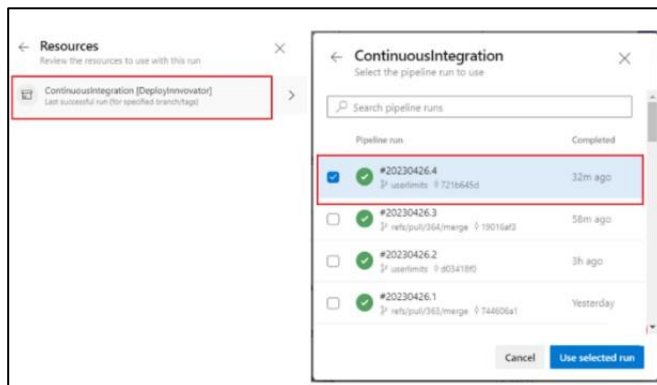 Resources
Review the resources to use with this run
ContinuousIntegration [DeployInnvovator]
Last successful run (for specified branch/tags)
ContinuousIntegration
Select the pipeline run to use
Search pipeline runs
Pipeline run Completed
#20230426.4
userlimits 721b645d
32m ago
#20230426.3
refs/pull/364/merge 19016af3
58m ago
#20230426.2
userlimits d03418f0
3h ago
#20230426.1
refs/pull/363/merge 744606a1
Yesterday
Cancel Use selected run